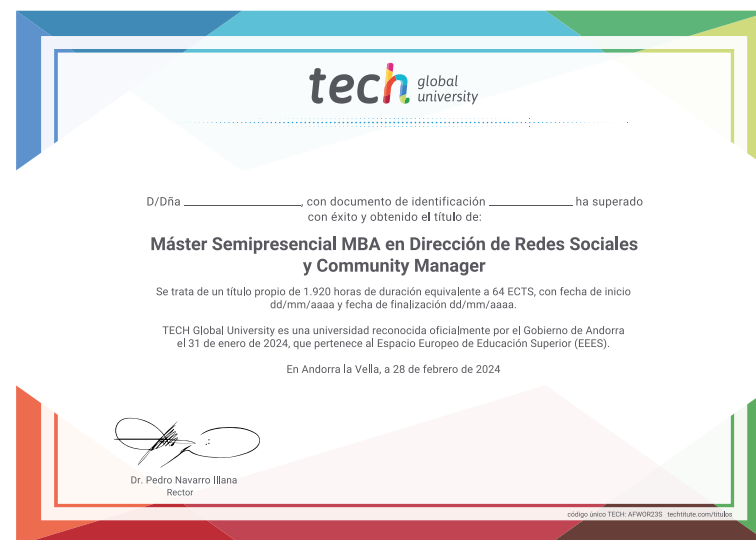 tech global
university
D/Dña ____________________, con documento de identificación ______________ ha superado
con éxito y obtenido el título de:
Máster Semipresencial MBA en Dirección de Redes Sociales
y Community Manager
Se trata de un título propio de 1.920 horas de duración equivalente a 64 ECTS, con fecha de inicio
dd/mm/aaaa y fecha de finalización dd/mm/aaaa.
TECH Global University es una universidad reconocida oficialmente por el Gobierno de Andorra
el 31 de enero de 2024, que pertenece al Espacio Europeo de Educación Superior (EEES).
En Andorra la Vella, a 28 de febrero de 2024
Dr. Pedro Navarro Illana
Rector
código único TECH: AFWOR23S techtitute.com/titulos